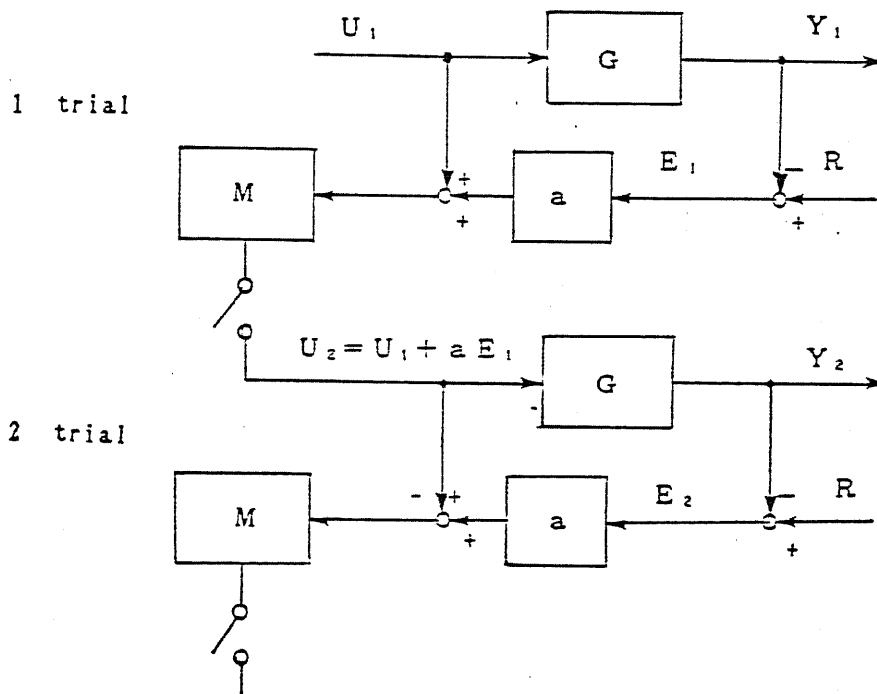 U₁
G
Y₁
1 trial
M
+
+
a
E₁
−
R
+
U₂ = U₁ + a E₁
G
Y₂
2 trial
M
- +
+
a
E₂
−
R
+